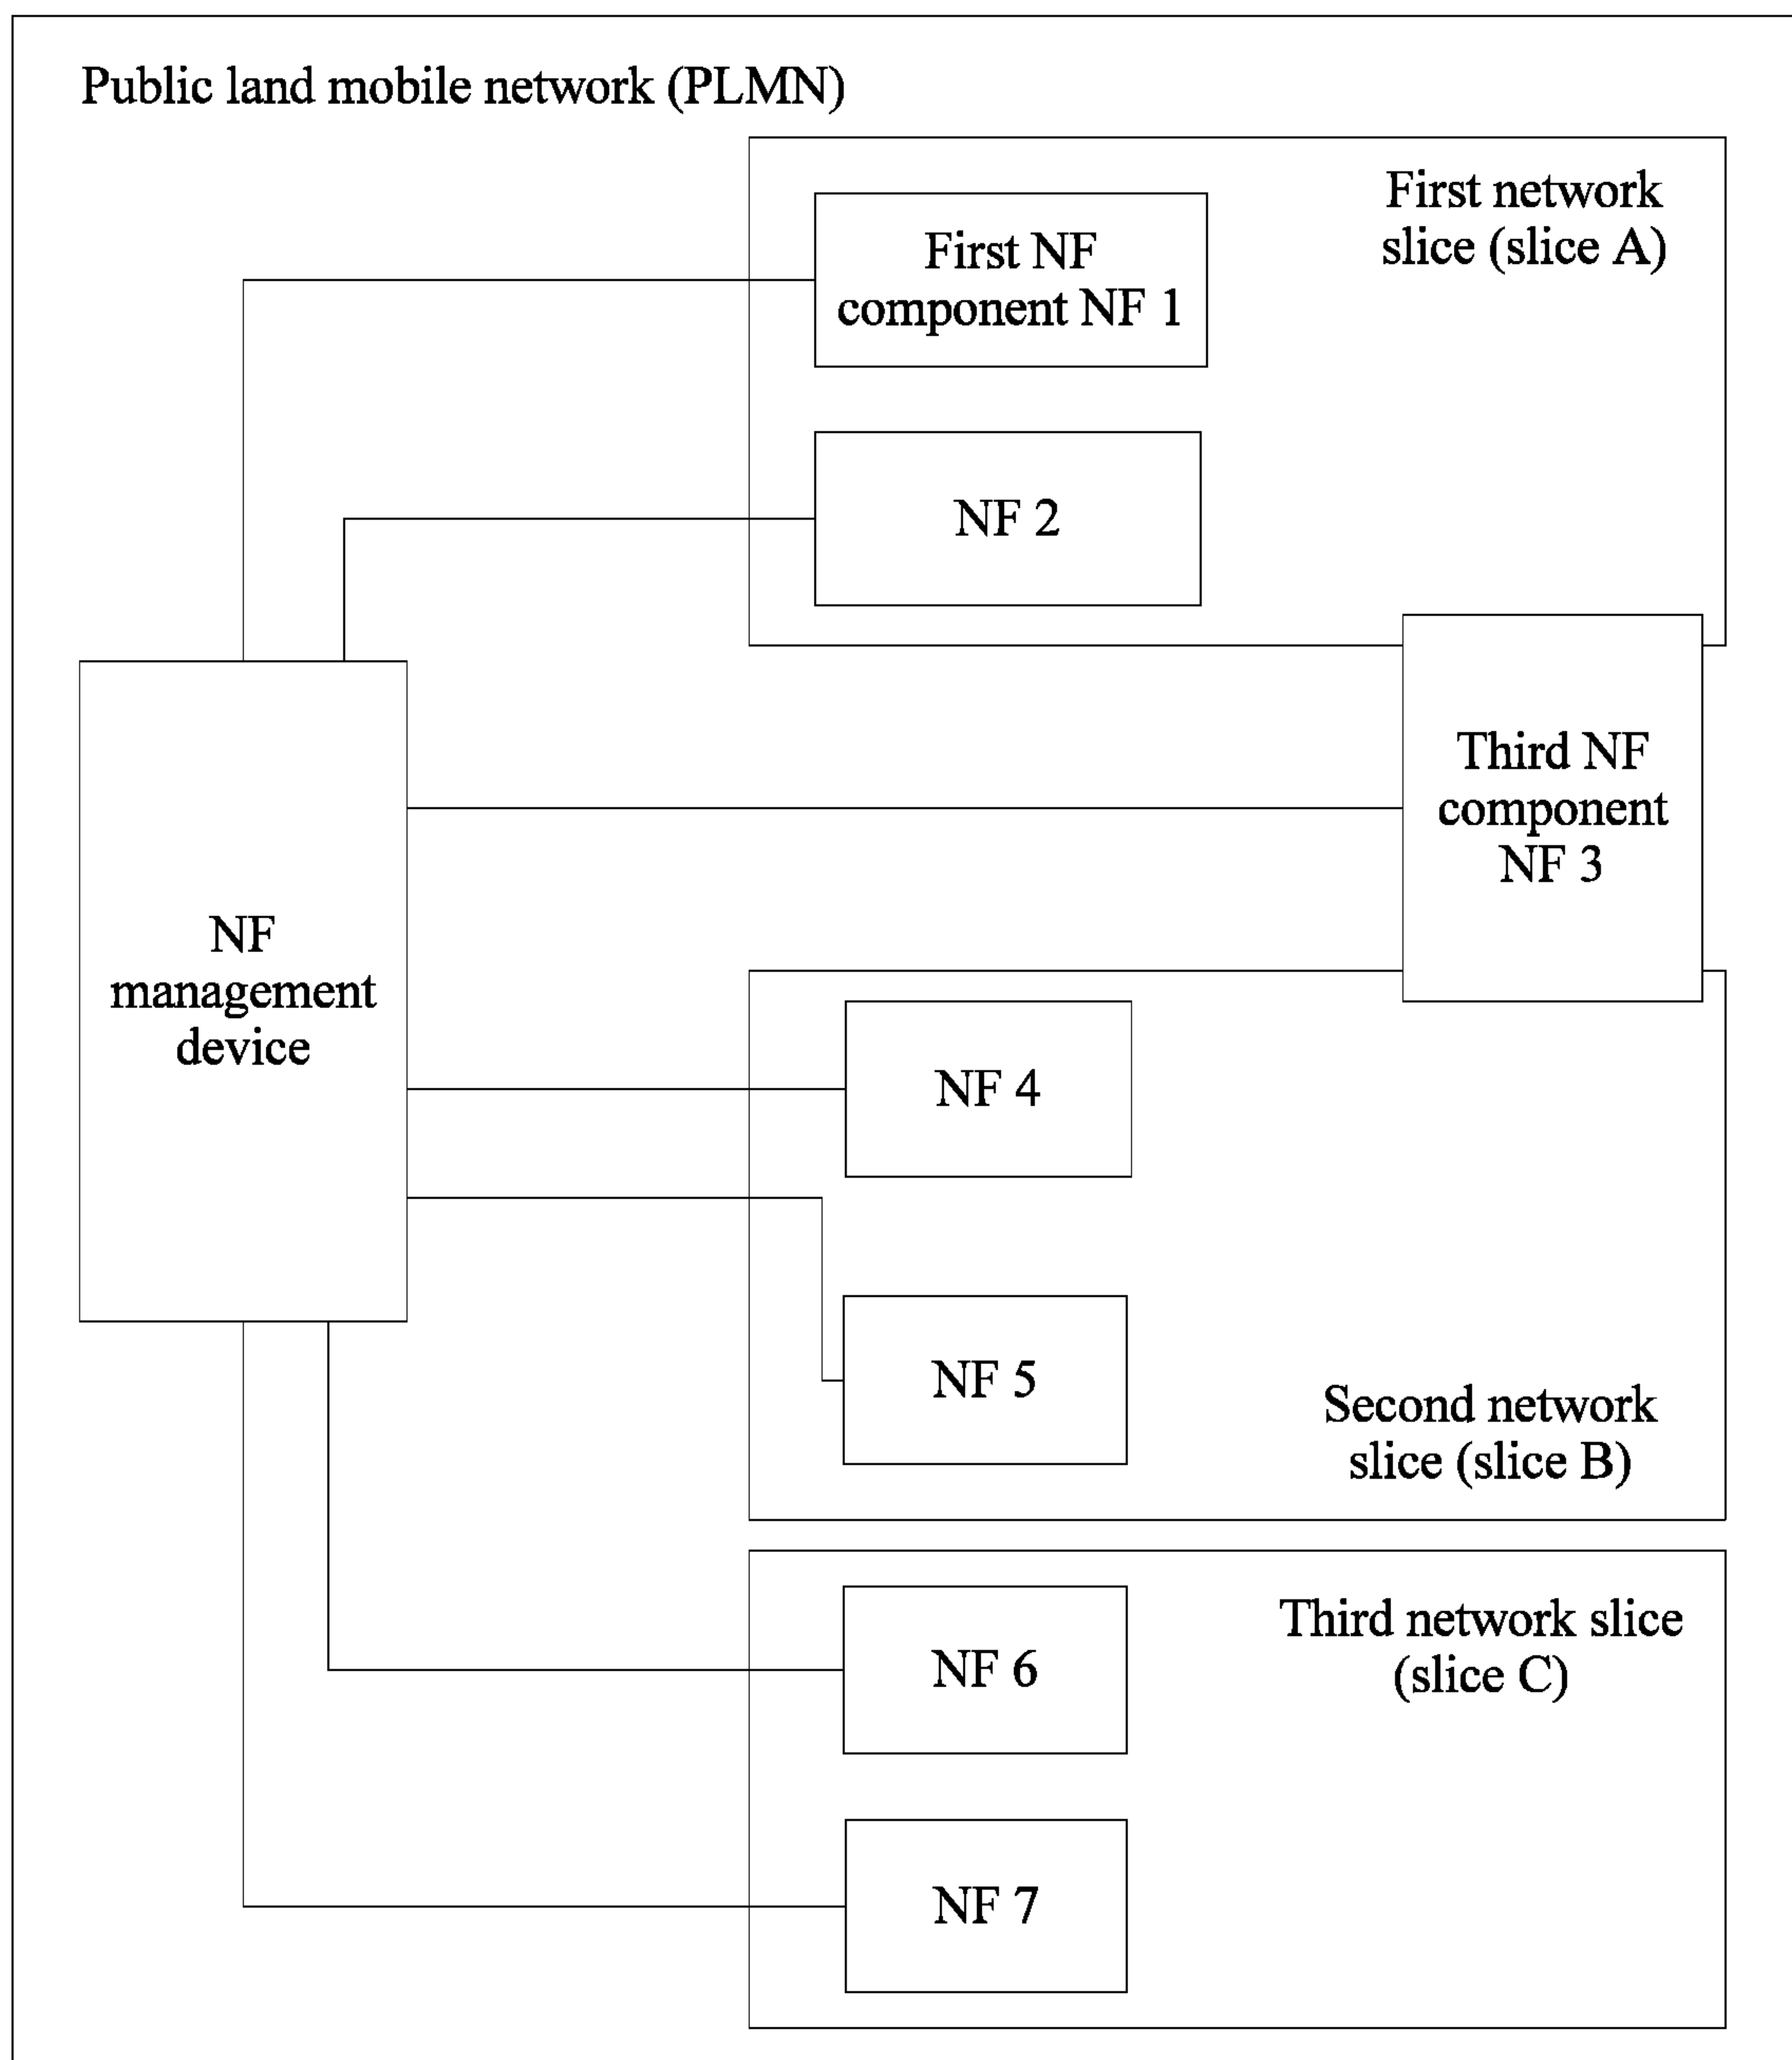 Public land mobile network (PLMN)
First network
slice (slice A)
First NF
component NF 1
NF 2
Third NF
component
NF 3
NF
management
device
NF 4
NF 5
Second network
slice (slice B)
Third network slice
(slice C)
NF 6
NF 7